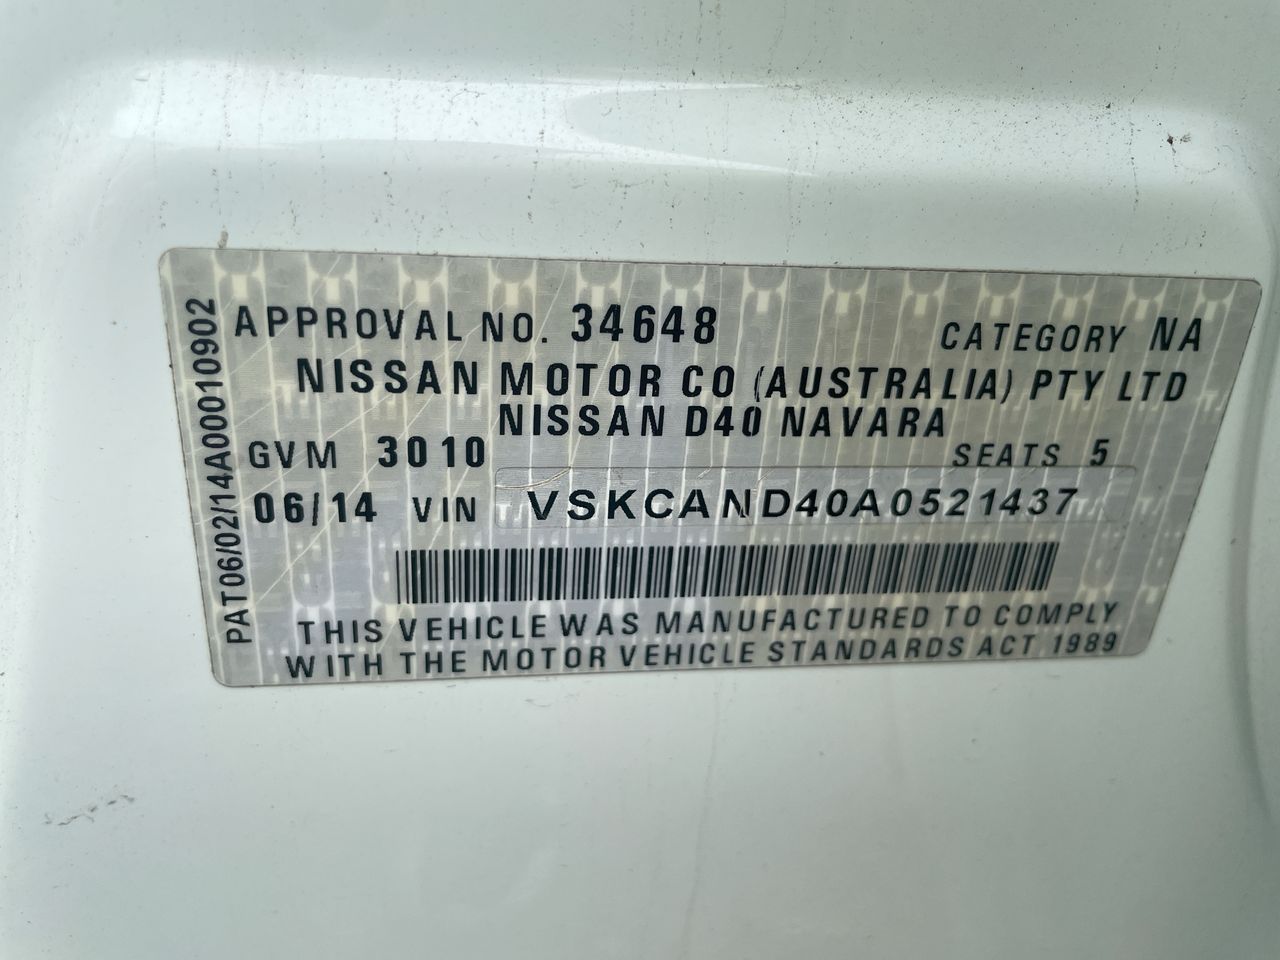 PAT06/02/14A00010902
APPROVAL NO. 34648 CATEGORY NA
NISSAN MOTOR CO (AUSTRALIA) PTY LTD
NISSAN D40 NAVARA
GVM 3010 SEATS 5
06/14 VIN VSKCAND40A0521437
THIS VEHICLE WAS MANUFACTURED TO COMPLY
WITH THE MOTOR VEHICLE STANDARDS ACT 1989